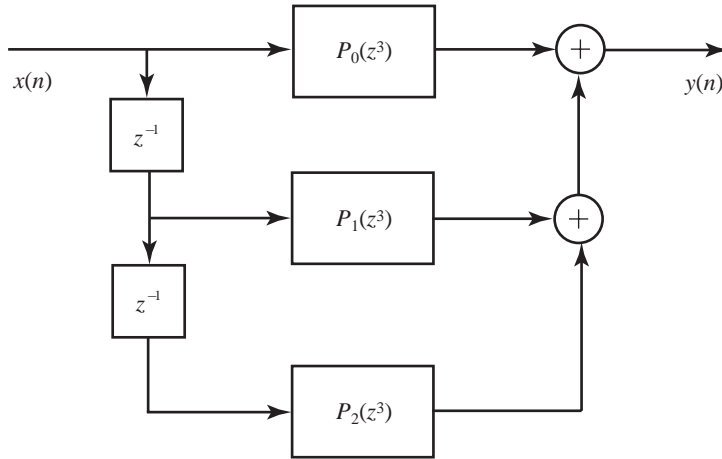 P₀(z³)
+
x(n)
y(n)
z⁻¹
P₁(z³)
+
z⁻¹
P₂(z³)